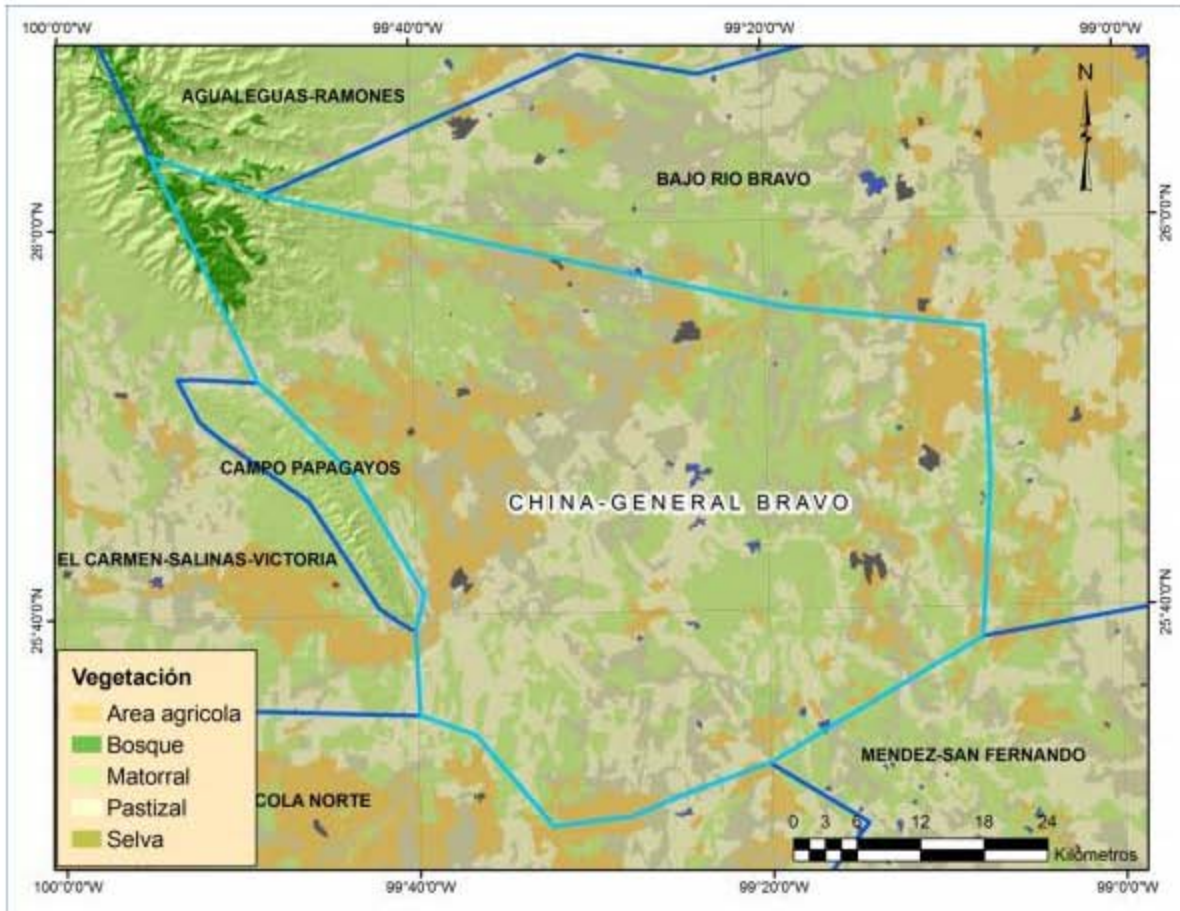 100°0'0"W 99°40'0"W 99°20'0"W 99°0'0"W
AGUALEGUAS-RAMONES
N
BAJO RIO BRAVO
26°0'0"N
26°0'0"N
CAMPO PAPAGAYOS
CHINA-GENERAL BRAVO
EL CARMEN-SALINAS-VICTORIA
25°40'0"N
25°40'0"N
Vegetación
Area agricola
Bosque
Matorral
Pastizal
Selva
COLA NORTE
MENDEZ-SAN FERNANDO
0 3 6 12 18 24
Kilómetros
100°0'0"W 99°40'0"W 99°20'0"W 99°0'0"W